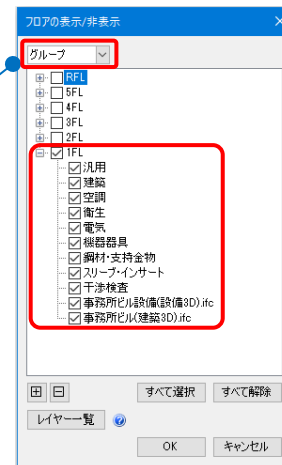 フロアの表示/非表示
グループ
RFL
5FL
4FL
3FL
2FL
1FL
汎用
建築
空調
衛生
電気
機器器具
鋼材・支持金物
スリーブ・インサート
干渉検査
事務所ビル設備(設備3D).ifc
事務所ビル(建築3D).ifc
すべて選択 すべて解除
レイヤー一覧
OK キャンセル